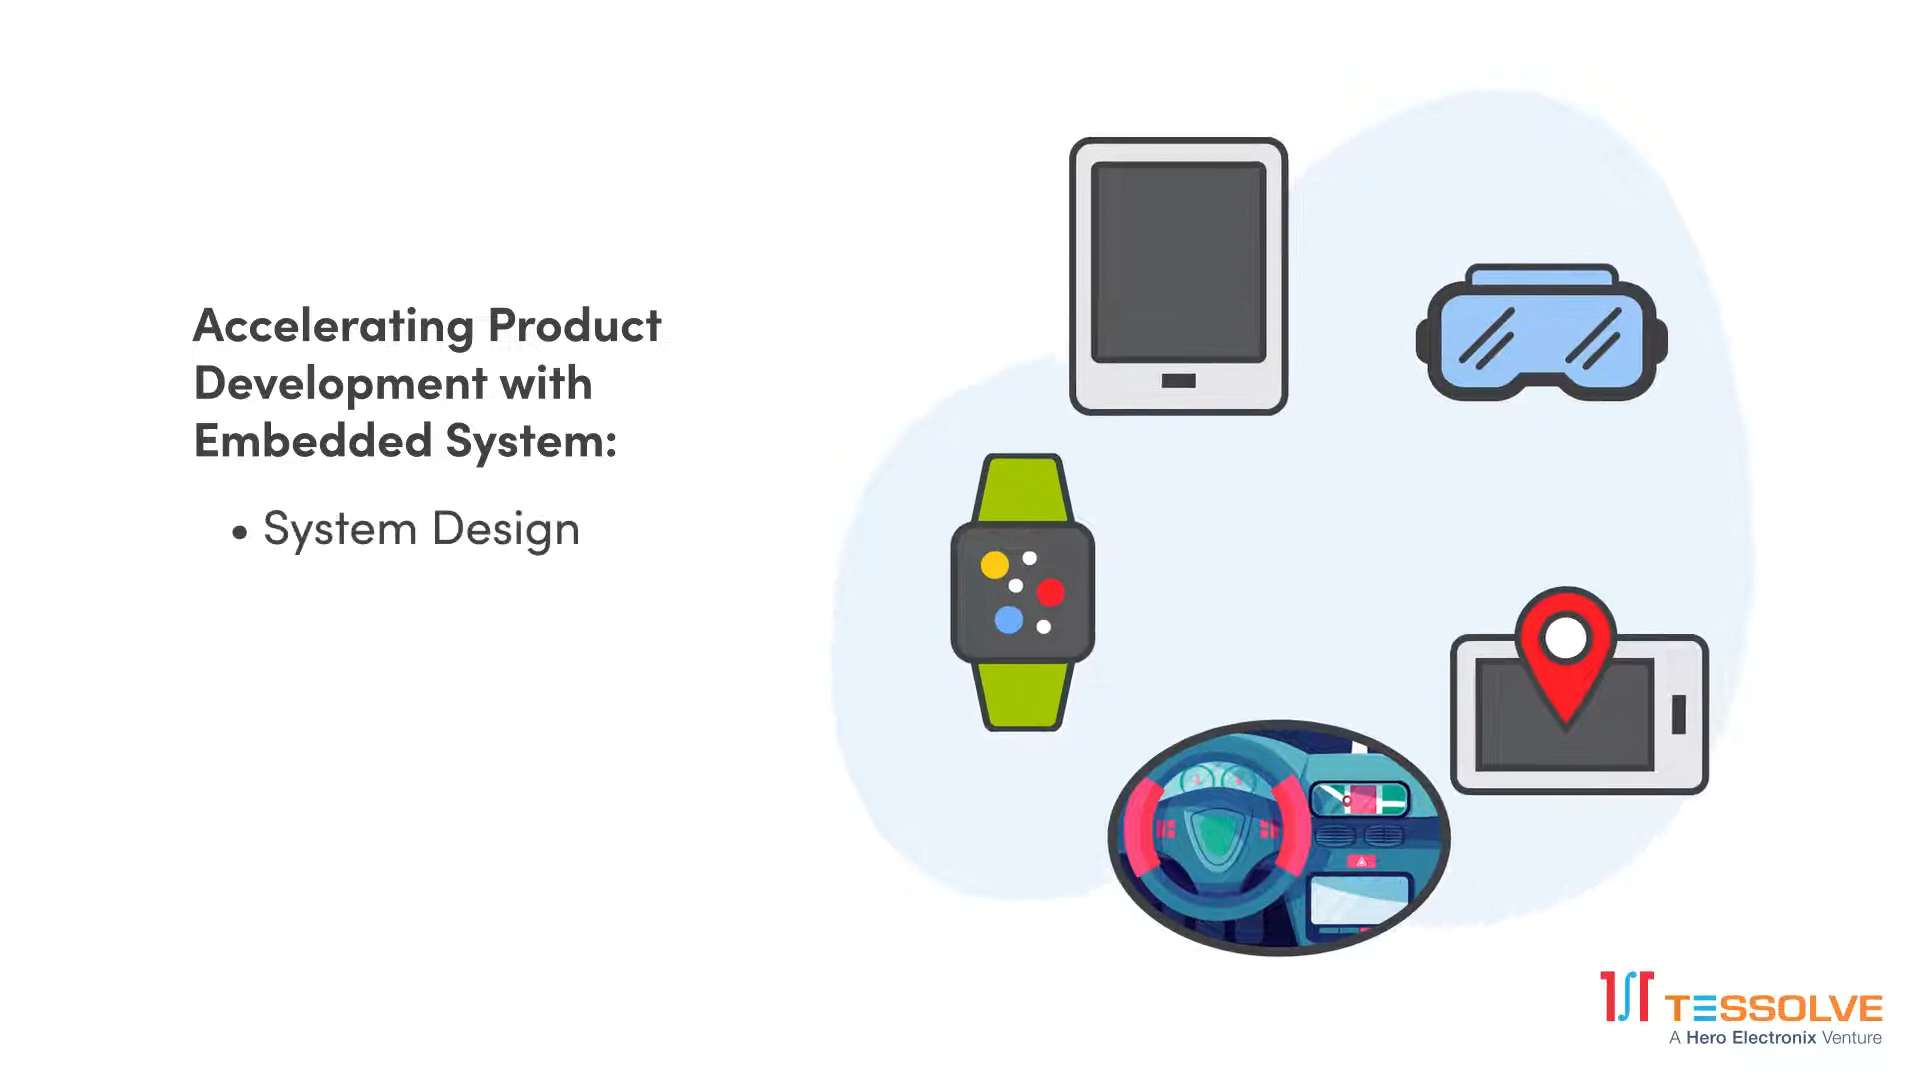 Accelerating Product
Development with
Embedded System:
• System Design
TESSOLVE
A Hero Electronix Venture